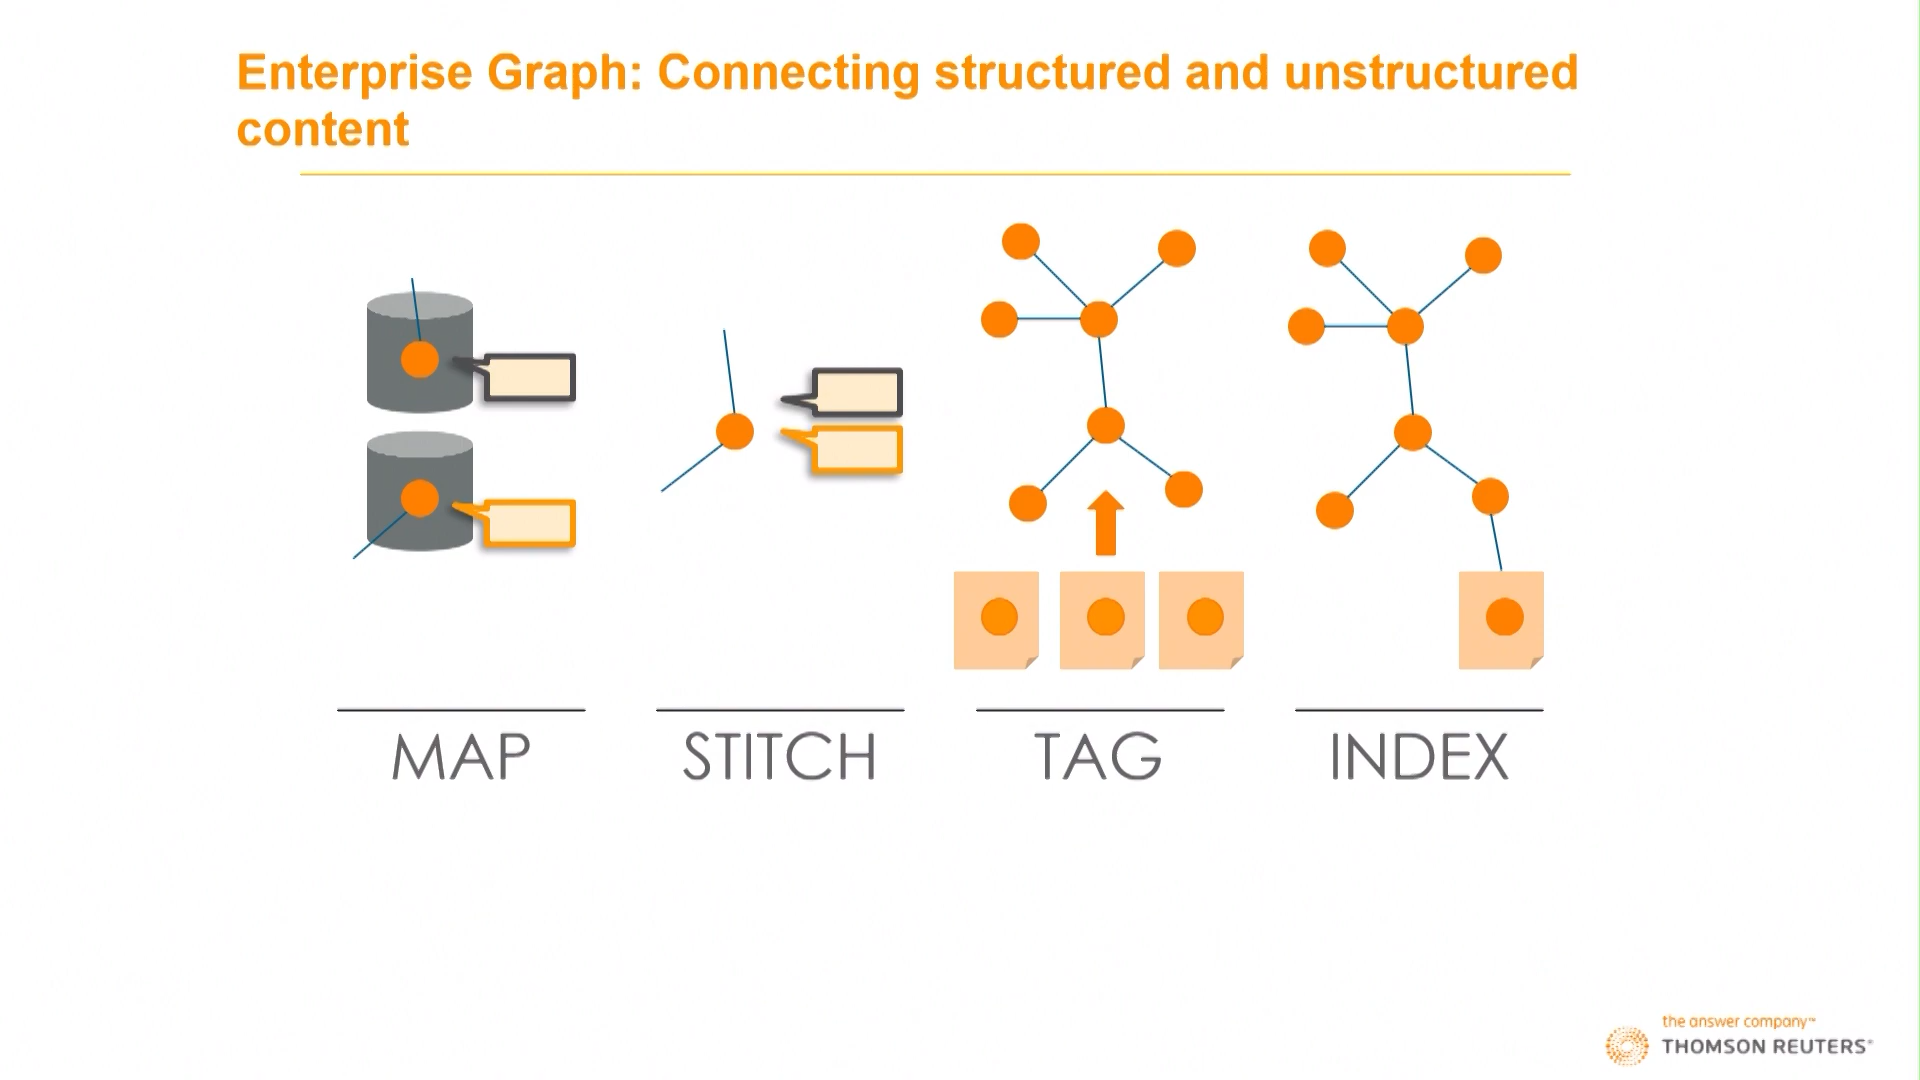 Enterprise Graph: Connecting structured and unstructured
content
MAP
STITCH
TAG
INDEX
the answer company™
THOMSON REUTERS®